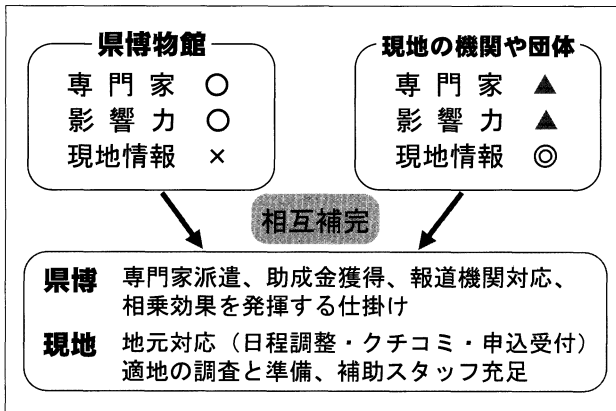 県博物館
専門家 ○
影響力 ○
現地情報 ×
現地の機関や団体
専門家 ▲
影響力 ▲
現地情報 ◎
相互補完
県博 専門家派遣、助成金獲得、報道機関対応、
相乗効果を発揮する仕掛け
現地 地元対応（日程調整・クチコミ・申込受付）
適地の調査と準備、補助スタッフ充足